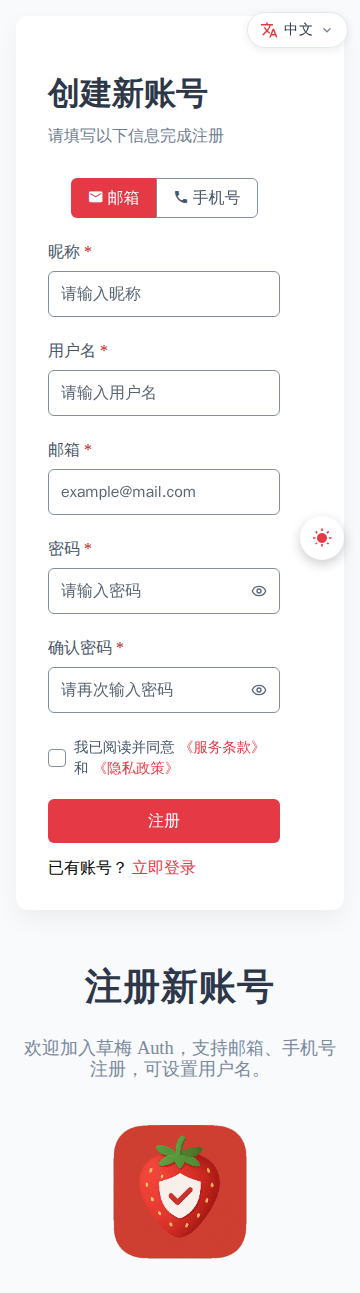 中文
创建新账号
请填写以下信息完成注册
邮箱 手机号
昵称 *
请输入昵称
用户名 *
请输入用户名
邮箱 *
example@mail.com
密码 *
请输入密码
确认密码 *
请再次输入密码
我已阅读并同意 《服务条款》
和 《隐私政策》
注册
已有账号？ 立即登录
注册新账号
欢迎加入草梅 Auth，支持邮箱、手机号
注册，可设置用户名。